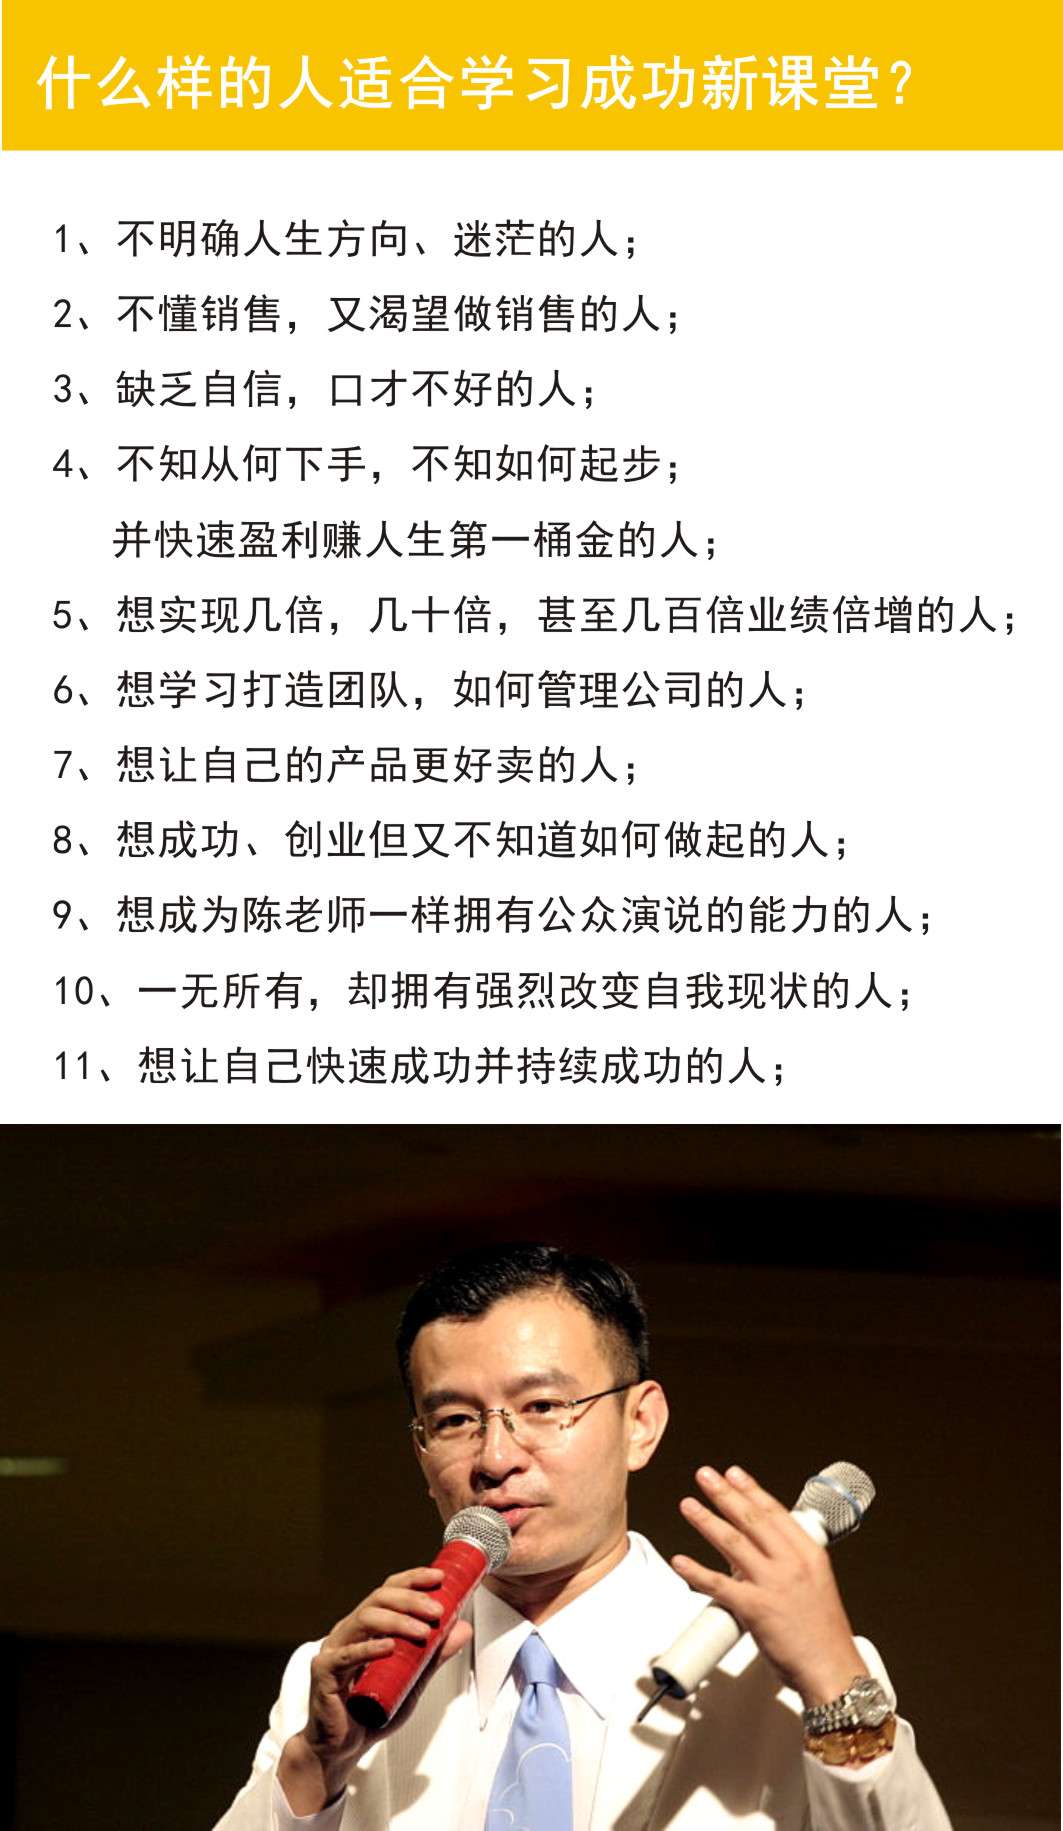 什么样的人适合学习成功新课堂?
1、不明确人生方向、迷茫的人;
2、不懂销售,又渴望做销售的人;
3、缺乏自信,口才不好的人;
4、不知从何下手,不知如何起步;
并快速盈利赚人生第一桶金的人;
5、想实现几倍,几十倍,甚至几百倍业绩倍增的人;
6、想学习打造团队,如何管理公司的人;
7、想让自己的产品更好卖的人;
8、想成功、创业但又不知道如何做起的人;
9、想成为陈老师一样拥有公众演说的能力的人;
10、一无所有,却拥有强烈改变自我现状的人;
11、想让自己快速成功并持续成功的人;